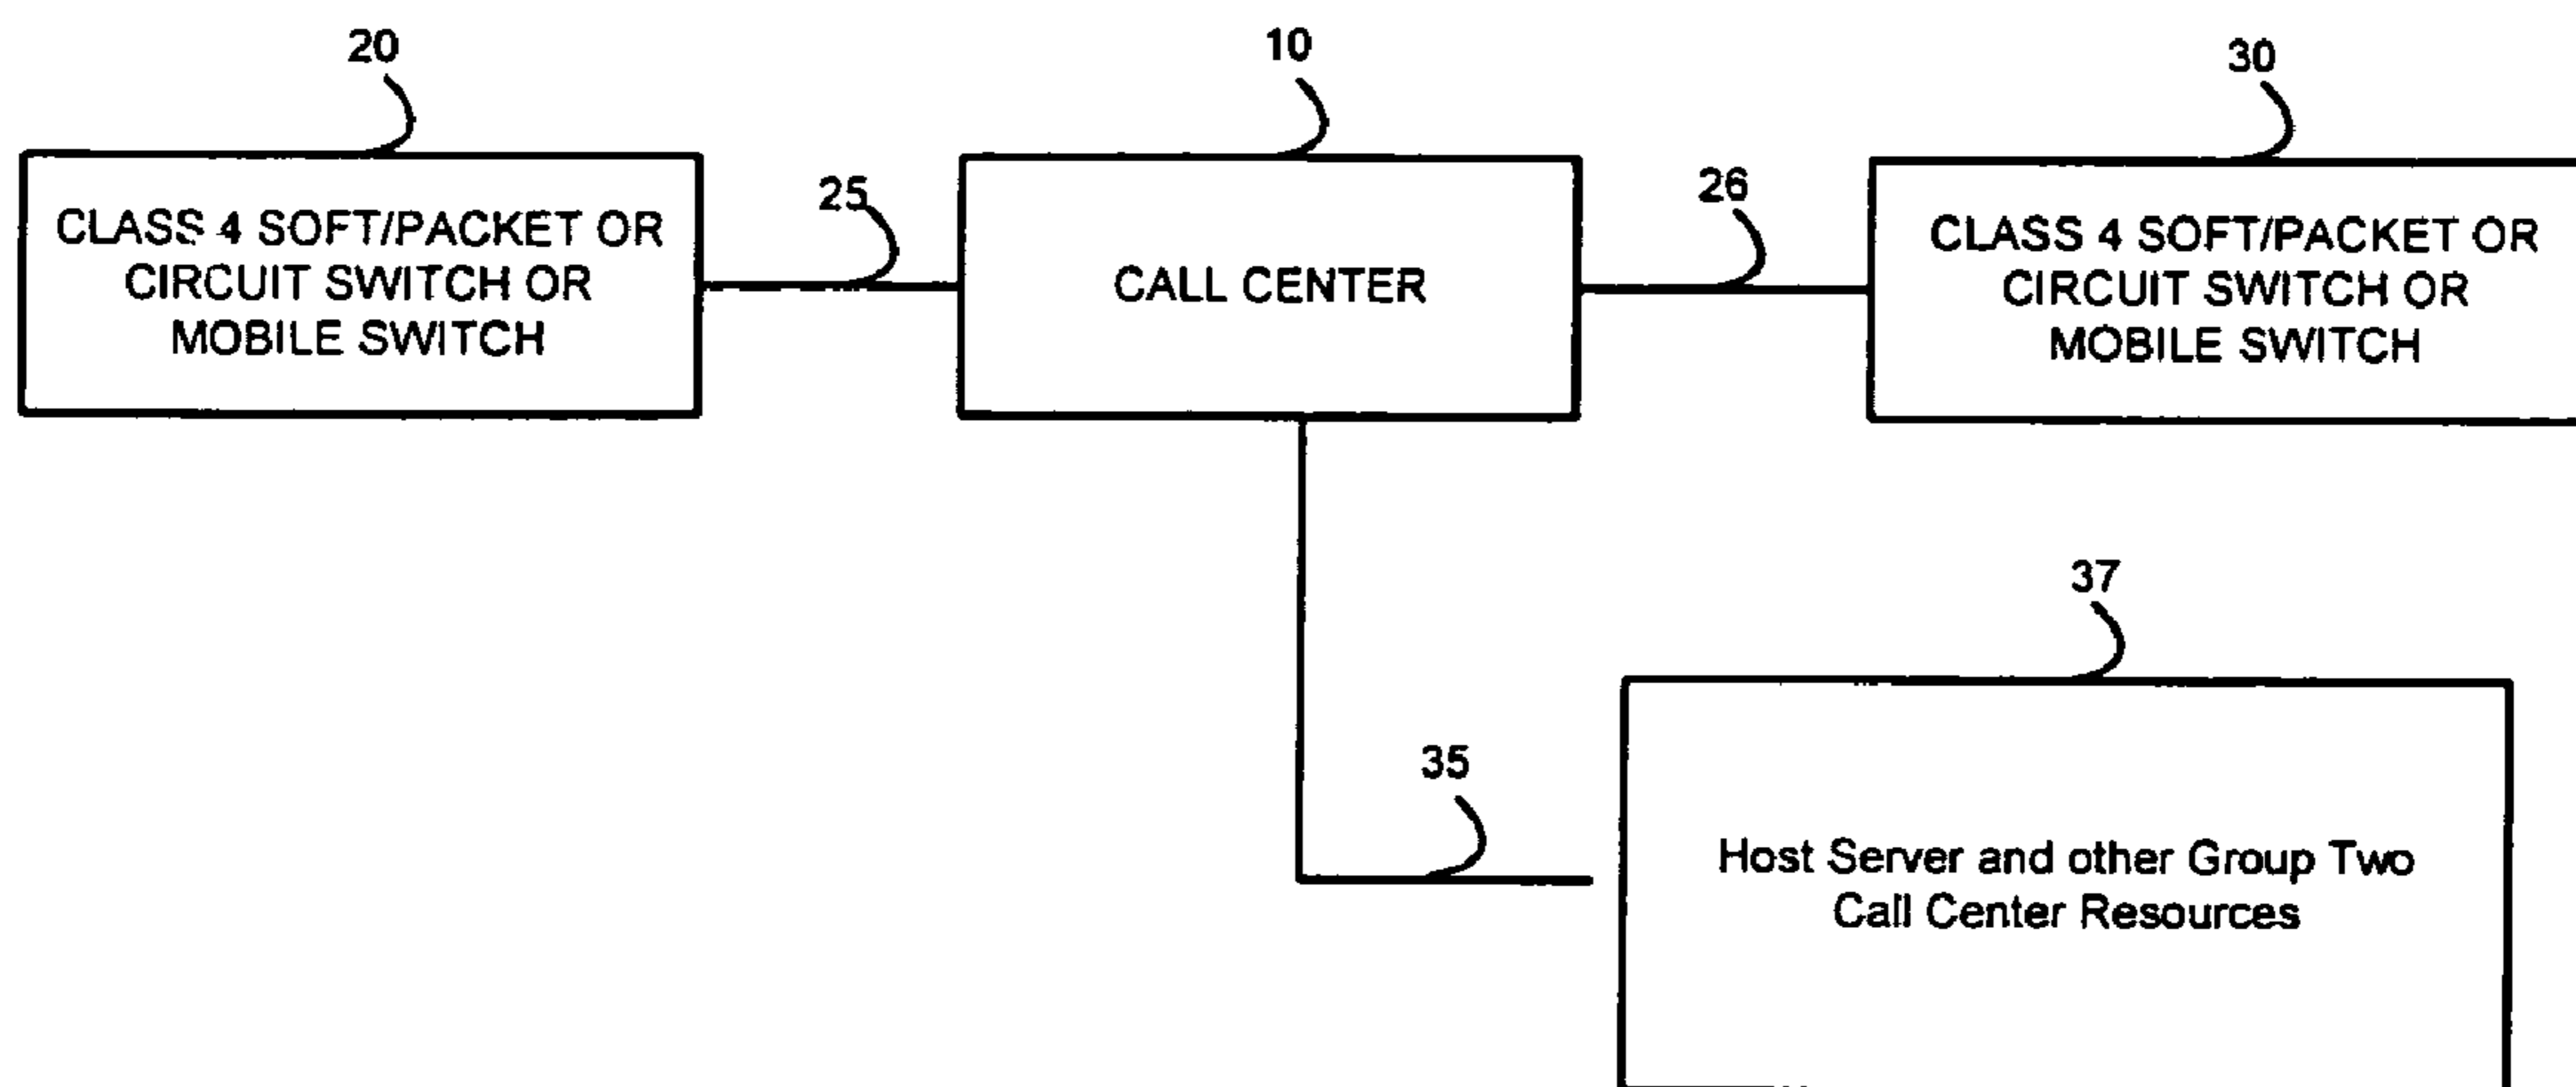 20
10
30
25
26
CLASS 4 SOFT/PACKET OR
CIRCUIT SWITCH OR
MOBILE SWITCH
CALL CENTER
CLASS 4 SOFT/PACKET OR
CIRCUIT SWITCH OR
MOBILE SWITCH
37
35
Host Server and other Group Two
Call Center Resources